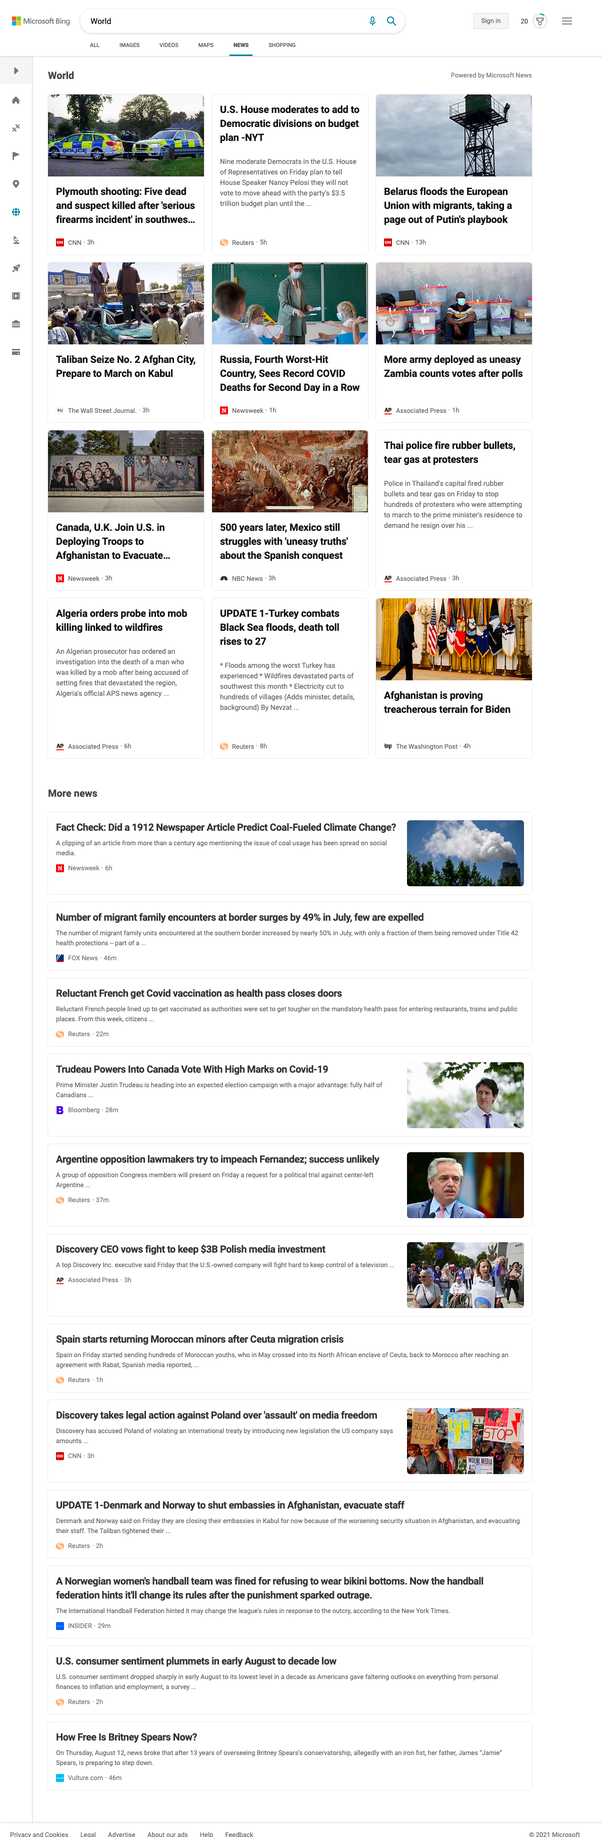 Microsoft Bing
World
Sign in
20
ALL IMAGES VIDEOS MAPS NEWS SHOPPING
World
Powered by Microsoft News
Plymouth shooting: Five dead
and suspect killed after 'serious
firearms incident' in southwes...
CNN · 3h
U.S. House moderates to add to
Democratic divisions on budget
plan -NYT
Nine moderate Democrats in the U.S. House
of Representatives on Friday plan to tell
House Speaker Nancy Pelosi they will not
vote to move ahead with the party's $3.5
trillion budget plan until the ...
Reuters · 5h
Belarus floods the European
Union with migrants, taking a
page out of Putin's playbook
CNN · 13h
Taliban Seize No. 2 Afghan City,
Prepare to March on Kabul
The Wall Street Journal. · 3h
Russia, Fourth Worst-Hit
Country, Sees Record COVID
Deaths for Second Day in a Row
Newsweek · 1h
More army deployed as uneasy
Zambia counts votes after polls
AP Associated Press · 1h
Canada, U.K. Join U.S. in
Deploying Troops to
Afghanistan to Evacuate...
Newsweek · 3h
500 years later, Mexico still
struggles with 'uneasy truths'
about the Spanish conquest
NBC News · 3h
Thai police fire rubber bullets,
tear gas at protesters
Police in Thailand's capital fired rubber
bullets and tear gas on Friday to stop
hundreds of protesters who were attempting
to march to the prime minister's residence to
demand he resign over his ...
AP Associated Press · 3h
Algeria orders probe into mob
killing linked to wildfires
An Algerian prosecutor has ordered an
investigation into the death of a man who
was killed by a mob after being accused of
setting fires that devastated the region,
Algeria's official APS news agency ...
AP Associated Press · 6h
UPDATE 1-Turkey combats
Black Sea floods, death toll
rises to 27
* Floods among the worst Turkey has
experienced * Wildfires devastated parts of
southwest this month * Electricity cut to
hundreds of villages (Adds minister, details,
background) By Nevzat ...
Reuters · 8h
Afghanistan is proving
treacherous terrain for Biden
wp The Washington Post · 4h
More news
Fact Check: Did a 1912 Newspaper Article Predict Coal-Fueled Climate Change?
A clipping of an article from more than a century ago mentioning the issue of coal usage has been spread on social
media.
Newsweek · 6h
Number of migrant family encounters at border surges by 49% in July, few are expelled
The number of migrant family units encountered at the southern border increased by nearly 50% in July, with only a fraction of them being removed under Title 42
health protections -- part of a ...
FOX News · 46m
Reluctant French get Covid vaccination as health pass closes doors
Reluctant French people lined up to get vaccinated as authorities were set to get tougher on the mandatory health pass for entering restaurants, trains and public
places. From this week, citizens ...
Reuters · 22m
Trudeau Powers Into Canada Vote With High Marks on Covid-19
Prime Minister Justin Trudeau is heading into an expected election campaign with a major advantage: fully half of
Canadians ...
B Bloomberg · 28m
Argentine opposition lawmakers try to impeach Fernandez; success unlikely
A group of opposition Congress members will present on Friday a request for a political trial against center-left
Argentine ...
Reuters · 37m
Discovery CEO vows fight to keep $3B Polish media investment
A top Discovery Inc. executive said Friday that the U.S.-owned company will fight hard to keep control of a television ...
AP Associated Press · 3h
Spain starts returning Moroccan minors after Ceuta migration crisis
Spain on Friday started sending hundreds of Moroccan youths, who in May crossed into its North African enclave of Ceuta, back to Morocco after reaching an
agreement with Rabat, Spanish media reported, ...
Reuters · 1h
Discovery takes legal action against Poland over 'assault' on media freedom
Discovery has accused Poland of violating an international treaty by introducing new legislation the US company says
amounts ...
STOP
CNN · 3h
UPDATE 1-Denmark and Norway to shut embassies in Afghanistan, evacuate staff
Denmark and Norway said on Friday they are closing their embassies in Kabul for now because of the worsening security situation in Afghanistan, and evacuating
their staff. The Taliban tightened their ...
Reuters · 2h
A Norwegian women's handball team was fined for refusing to wear bikini bottoms. Now the handball
federation hints it'll change its rules after the punishment sparked outrage.
The International Handball Federation hinted it may change the league's rules in response to the outcry, according to the New York Times.
INSIDER · 29m
U.S. consumer sentiment plummets in early August to decade low
U.S. consumer sentiment dropped sharply in early August to its lowest level in a decade as Americans gave faltering outlooks on everything from personal
finances to inflation and employment, a survey ...
Reuters · 2h
How Free Is Britney Spears Now?
On Thursday, August 12, news broke that after 13 years of overseeing Britney Spears's conservatorship, allegedly with an iron fist, her father, James "Jamie"
Spears, is preparing to step down.
Vulture.com · 46m
Privacy and Cookies Legal Advertise About our ads Help Feedback
© 2021 Microsoft